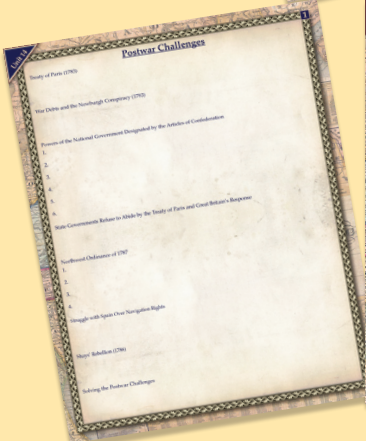 Unit 14
1
Postwar Challenges
Treaty of Paris (1783)
War Debts and the Newburgh Conspiracy (1783)
Powers of the National Government Designated by the Articles of Confederation
1.
2.
3.
4.
5.
6.
State Governments Refuse to Abide by the Treaty of Paris and Great Britain's Response
Northwest Ordinance of 1787
1.
2.
3.
4.
Struggle with Spain Over Navigation Rights
Shays' Rebellion (1786)
Solving the Postwar Challenges